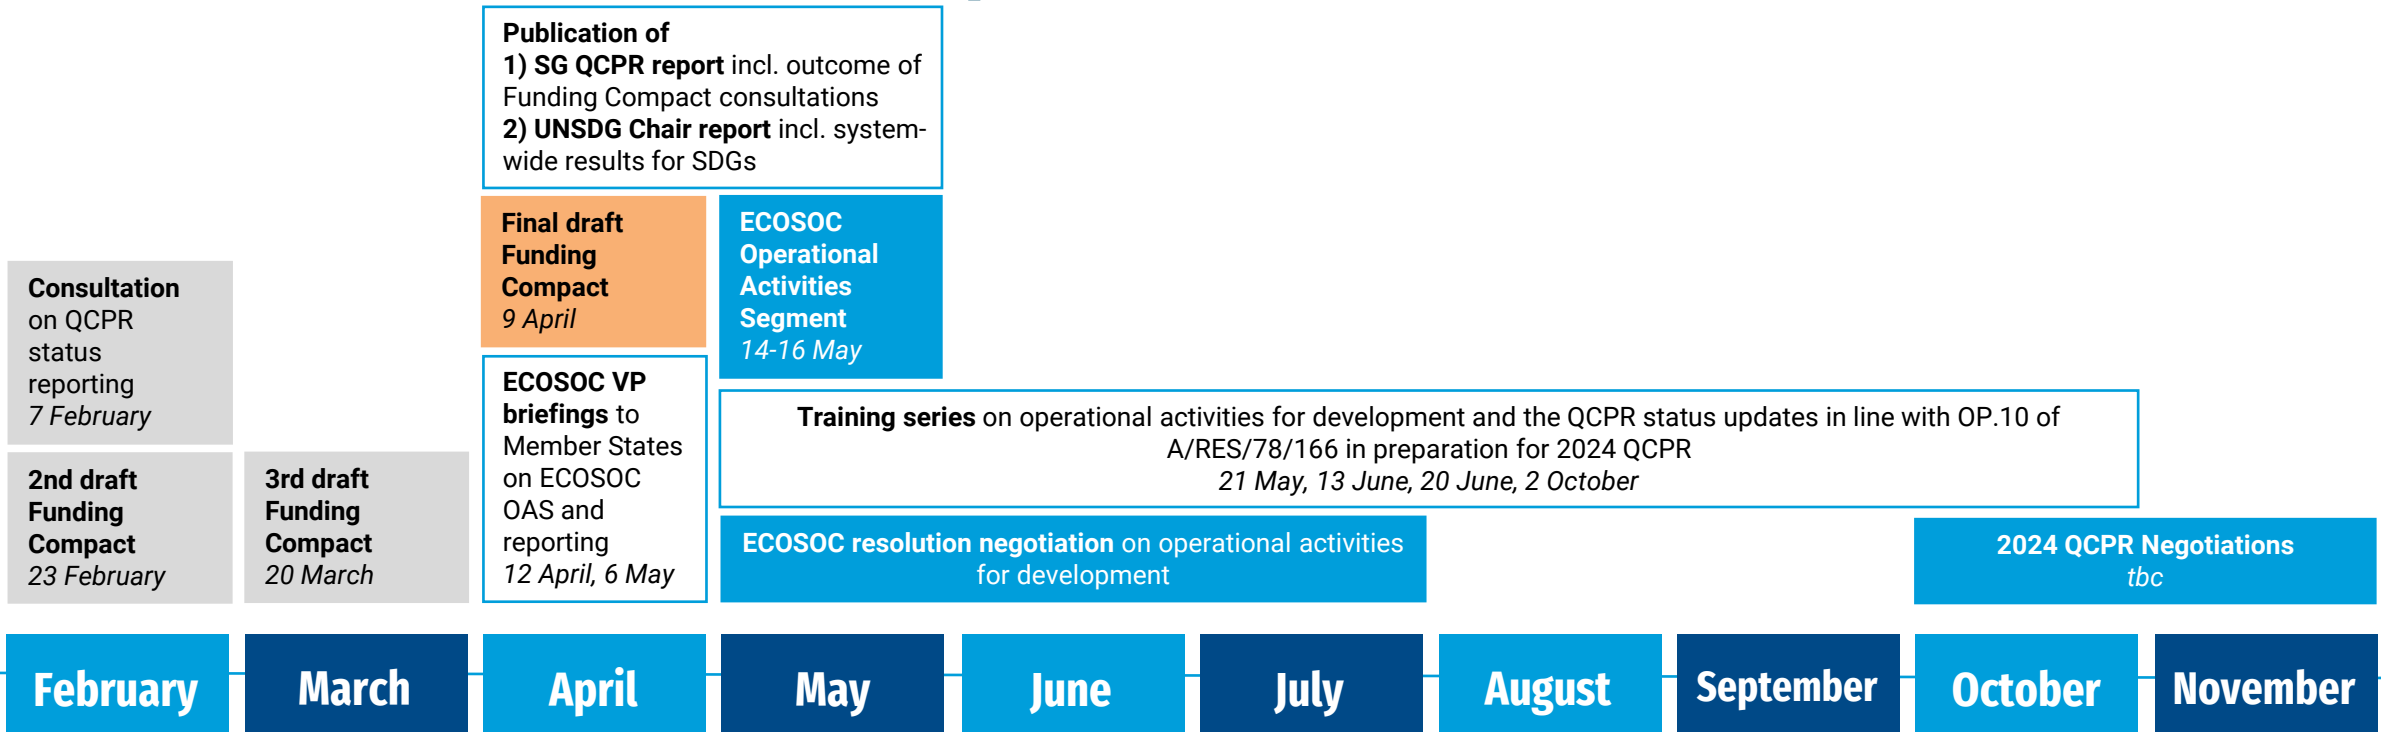 Publication of
1) SG QCPR report incl. outcome of
Funding Compact consultations
2) UNSDG Chair report incl. system-
wide results for SDGs
Final draft
Funding
Compact
9 April
ECOSOC
Operational
Activities
Segment
14-16 May
Consultation
on QCPR
status
reporting
7 February
ECOSOC VP
briefings to
Member States
on ECOSOC
OAS and
reporting
12 April, 6 May
Training series on operational activities for development and the QCPR status updates in line with OP.10 of
A/RES/78/166 in preparation for 2024 QCPR
21 May, 13 June, 20 June, 2 October
2nd draft
Funding
Compact
23 February
3rd draft
Funding
Compact
20 March
ECOSOC resolution negotiation on operational activities
for development
2024 QCPR Negotiations
tbc
February
March
April
May
June
July
August
September
October
November